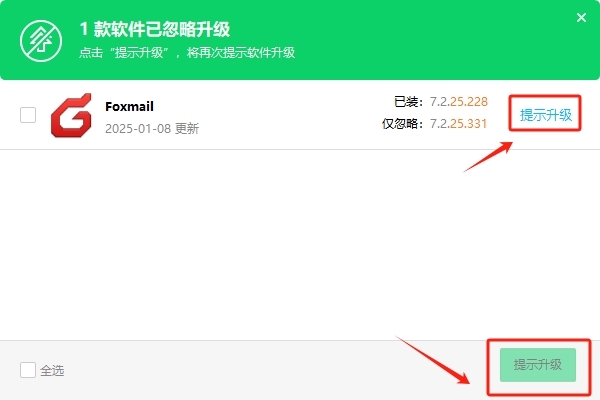 1 款软件已忽略升级
点击“提示升级”，将再次提示软件升级
Foxmail
2025-01-08 更新
已装：7.2.25.228
仅忽略：7.2.25.331
提示升级
全选
提示升级